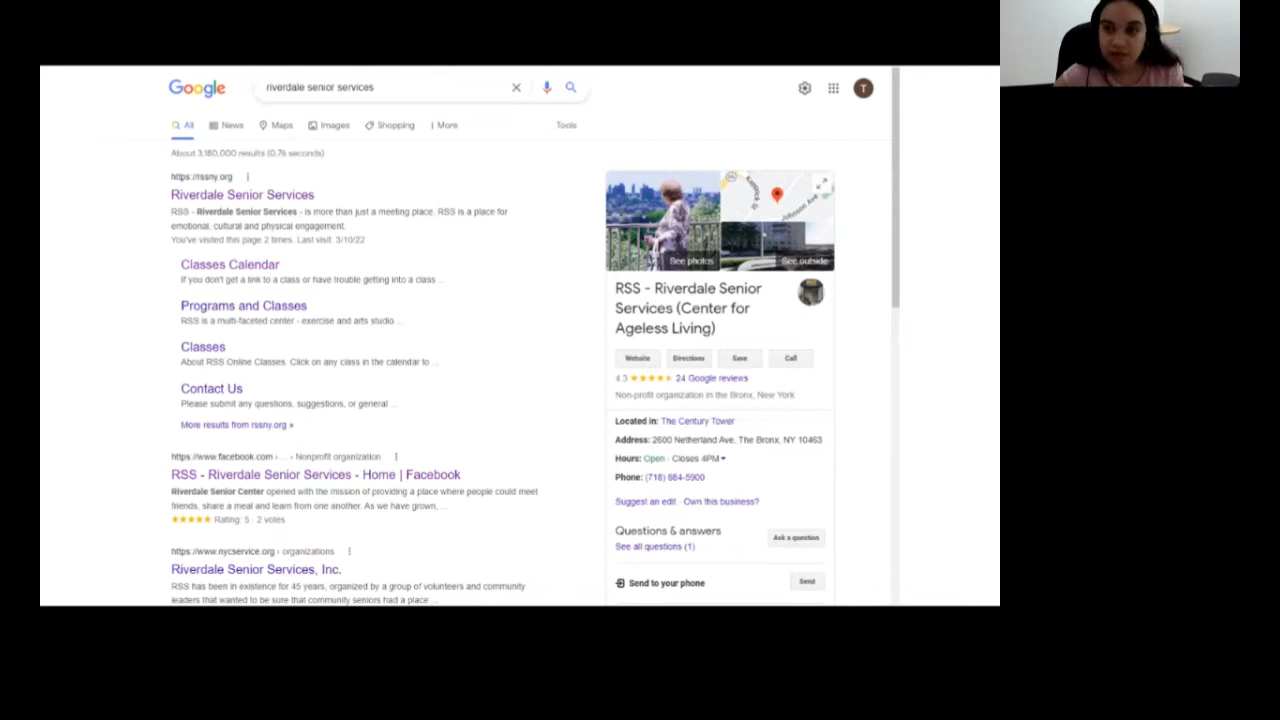 Google
riverdale senior services
T
All
News
Maps
Images
Shopping
More
Tools
About 3,180,000 results (0.76 seconds)
https://rssny.org
Riverdale Senior Services
RSS - Riverdale Senior Services - is more than just a meeting place. RSS is a place for
emotional, cultural and physical engagement.
You've visited this page 2 times. Last visit: 3/10/22
Classes Calendar
If you don't get a link to a class or have trouble getting into a class ...
Programs and Classes
RSS is a multi-faceted center - exercise and arts studio ...
Classes
About RSS Online Classes. Click on any class in the calendar to ...
Contact Us
Please submit any questions, suggestions, or general ...
More results from rssny.org »
https://www.facebook.com › ... › Nonprofit organization
RSS - Riverdale Senior Services - Home | Facebook
Riverdale Senior Center opened with the mission of providing a place where people could meet
friends, share a meal and learn from one another. As we have grown, ...
Rating: 5 · 2 votes
https://www.nycservice.org › organizations
Riverdale Senior Services, Inc.
RSS has been in existence for 45 years, organized by a group of volunteers and community
leaders that wanted to be sure that community seniors had a place ...
See photos
Johnson Ave
See outside
RSS - Riverdale Senior
Services (Center for
Ageless Living)
Website
Directions
Save
Call
4.3
24 Google reviews
Non-profit organization in the Bronx, New York
Located in: The Century Tower
Address: 2600 Netherland Ave, The Bronx, NY 10463
Hours: Open · Closes 4PM
Phone: (718) 884-5900
Suggest an edit · Own this business?
Questions & answers
See all questions (1)
Ask a question
Send to your phone
Send